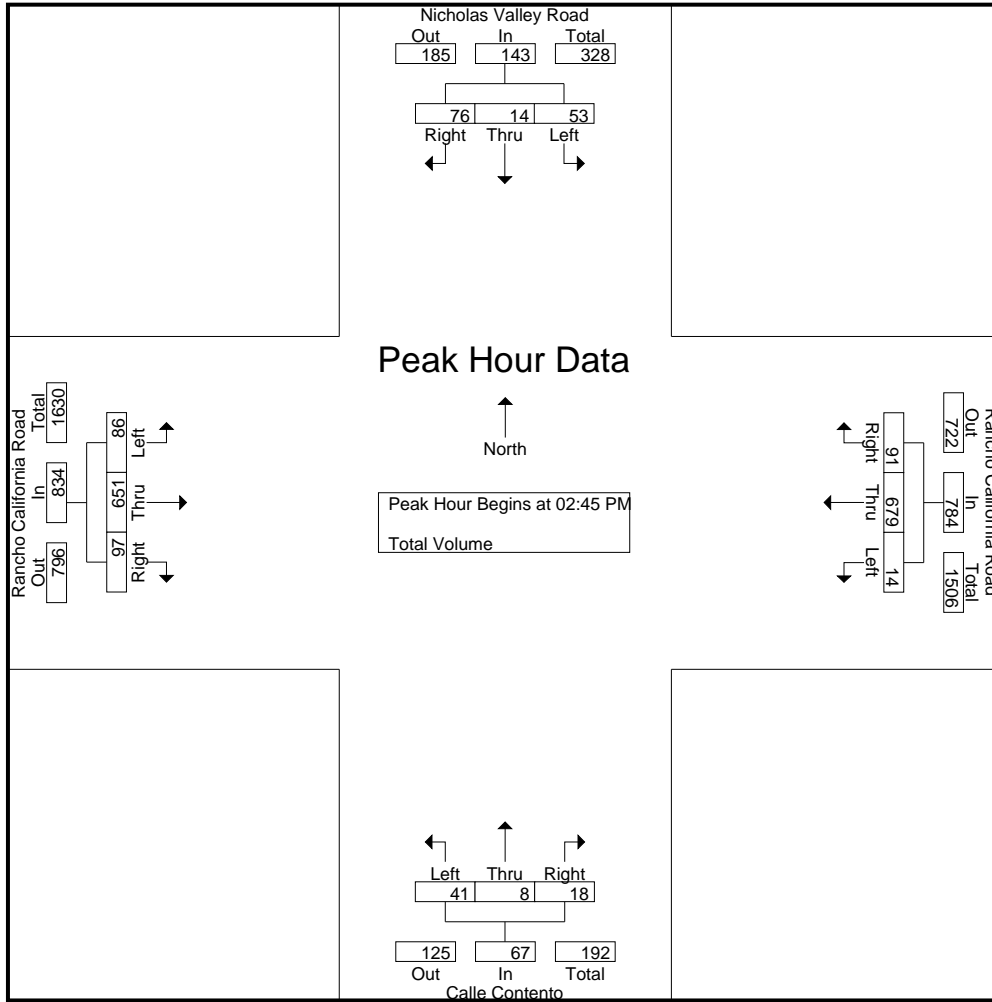 Nicholas Valley Road
Out In Total
185 143 328
76 14 53
Right Thru Left
Peak Hour Data
North
Peak Hour Begins at 02:45 PM
Total Volume
Rancho California Road
Total In Out
1630 834 796
86 651 97
Left Thru Right
Rancho California Road
Out In Total
722 784 1506
91 679 14
Right Thru Left
Left Thru Right
41 8 18
125 67 192
Out In Total
Calle Contento